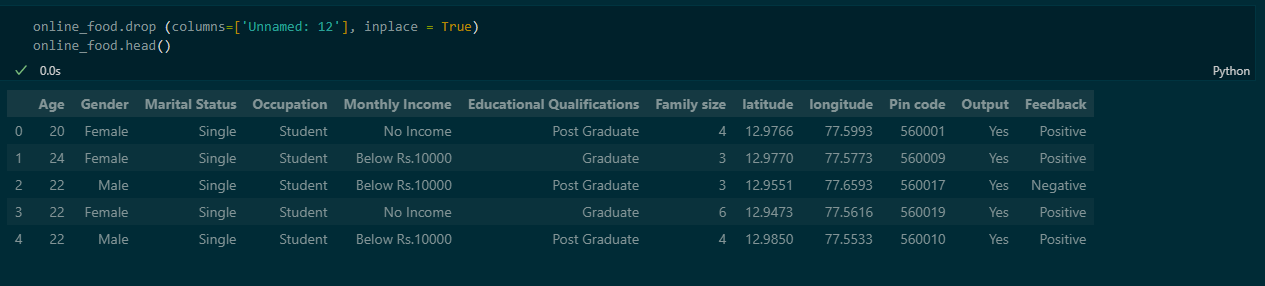 online_food.drop (columns=['Unnamed: 12'], inplace = True)
online_food.head()
✓ 0.0s Python
Age Gender Marital Status Occupation Monthly Income Educational Qualifications Family size latitude longitude Pin code Output Feedback
0 20 Female Single Student No Income Post Graduate 4 12.9766 77.5993 560001 Yes Positive
1 24 Female Single Student Below Rs.10000 Graduate 3 12.9770 77.5773 560009 Yes Positive
2 22 Male Single Student Below Rs.10000 Post Graduate 3 12.9551 77.6593 560017 Yes Negative
3 22 Female Single Student No Income Graduate 6 12.9473 77.5616 560019 Yes Positive
4 22 Male Single Student Below Rs.10000 Post Graduate 4 12.9850 77.5533 560010 Yes Positive